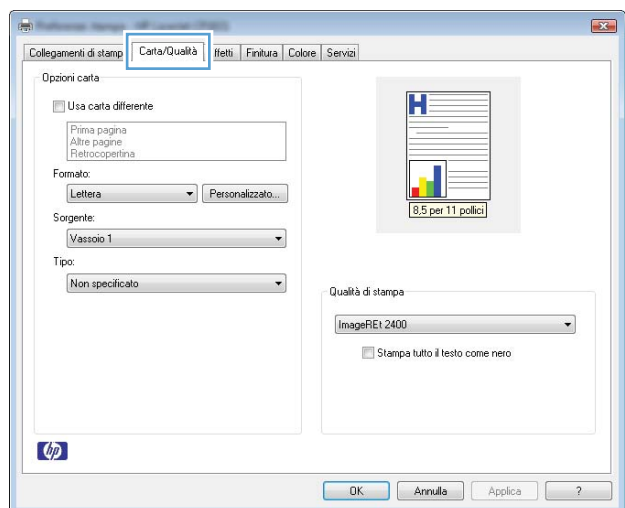 Collegamenti di stamp
Carta/Qualità
ffetti
Finitura
Colore
Servizi
Opzioni carta
Usa carta differente
Prima pagina
Altre pagine
Retrocopertina
Formato:
Lettera
Personalizzato...
Sorgente:
Vassoio 1
Tipo:
Non specificato
H
8,5 per 11 pollici
Qualità di stampa
ImageREt 2400
Stampa tutto il testo come nero
hp
OK
Annulla
Applica
?